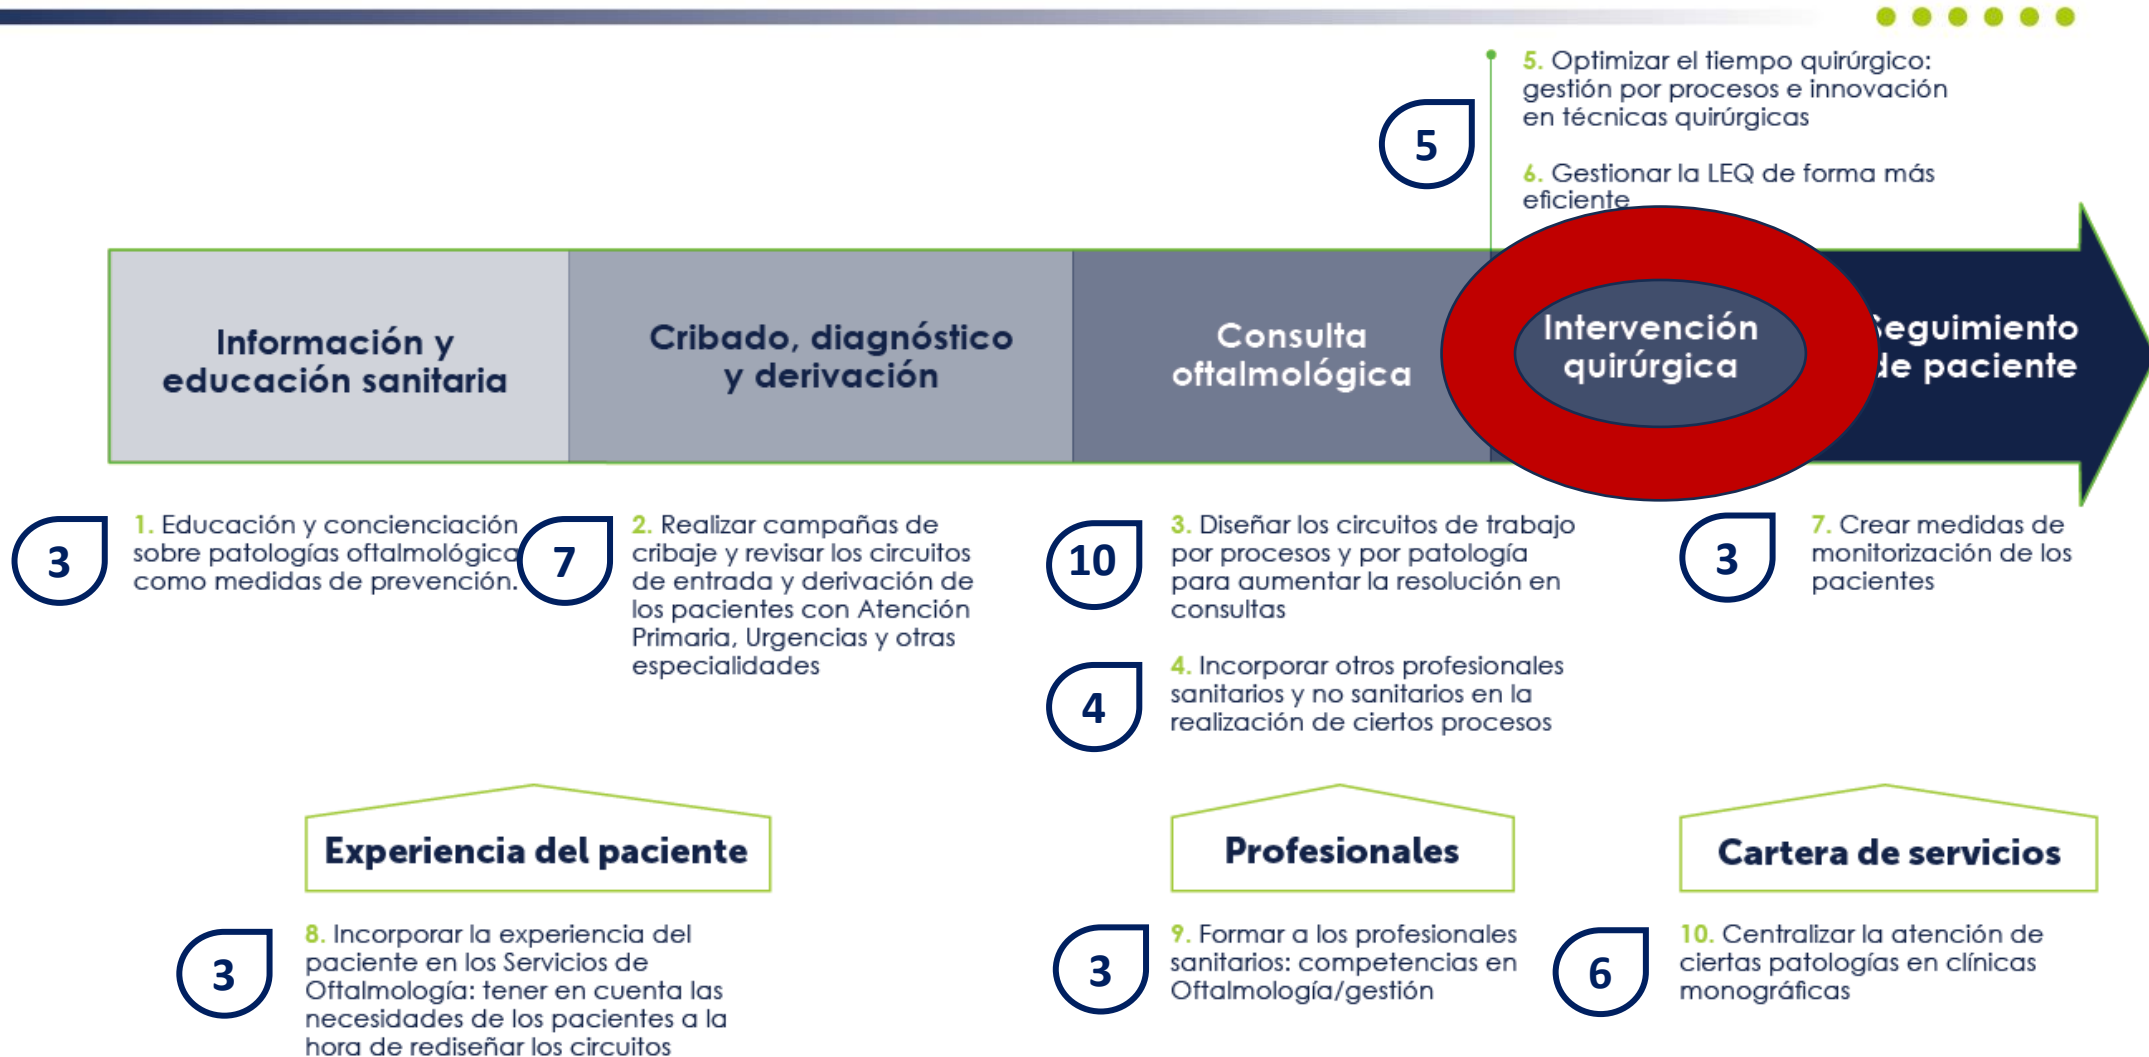 5. Optimizar el tiempo quirúrgico:
gestión por procesos e innovación
en técnicas quirúrgicas
5
6. Gestionar la LEQ de forma más
eficiente
Información y
educación sanitaria
Cribado, diagnóstico
y derivación
Consulta
oftalmológica
Intervención
quirúrgica
eguimiento
de paciente
3
1. Educación y concienciación
sobre patologías oftalmológica
como medidas de prevención.
7
2. Realizar campañas de
cribaje y revisar los circuitos
de entrada y derivación de
los pacientes con Atención
Primaria, Urgencias y otras
especialidades
10
3. Diseñar los circuitos de trabajo
por procesos y por patología
para aumentar la resolución en
consultas
4
4. Incorporar otros profesionales
sanitarios y no sanitarios en la
realización de ciertos procesos
3
7. Crear medidas de
monitorización de los
pacientes
Experiencia del paciente
3
8. Incorporar la experiencia del
paciente en los Servicios de
Oftalmología: tener en cuenta las
necesidades de los pacientes a la
hora de rediseñar los circuitos
Profesionales
3
9. Formar a los profesionales
sanitarios: competencias en
Oftalmología/gestión
Cartera de servicios
6
10. Centralizar la atención de
ciertas patologías en clínicas
monográficas